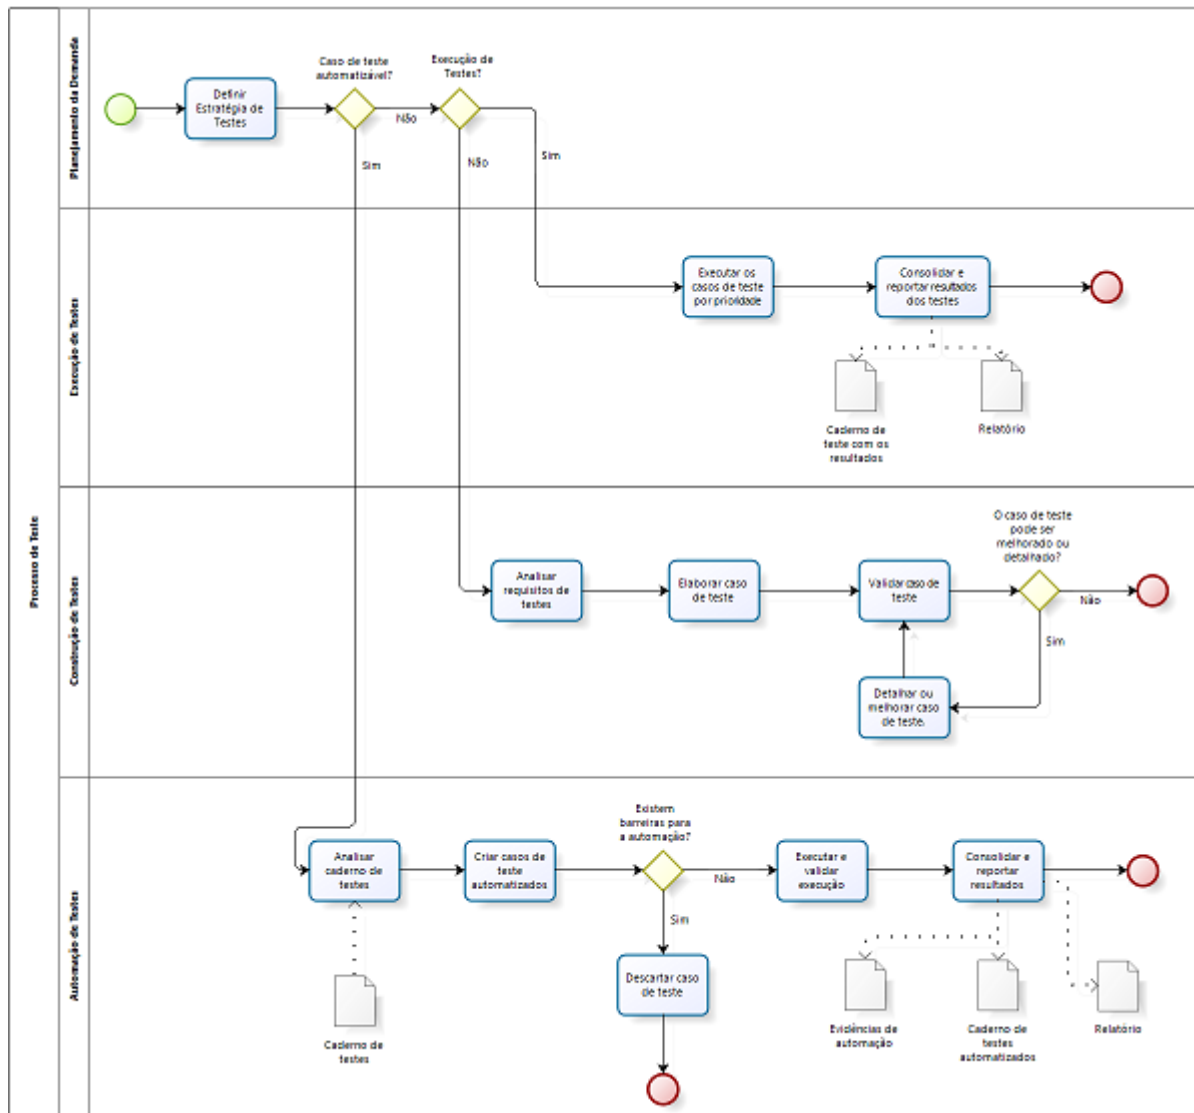 Processo de Teste
Planejamento da Demanda
Definir
Estratégia de
Testes
Caso de teste
automatizável?
Execução de
Testes?
Não
Sim
Não
Sim
Execução de Testes
Executar os
casos de teste
por prioridade
Consolidar e
reportar resultados
dos testes
Caderno de
teste com os
resultados
Relatório
Construção de Testes
Analisar
requisitos de
testes
Elaborar caso
de teste
Validar caso de
teste
O caso de teste
pode ser
melhorado ou
detalhado?
Não
Sim
Detalhar ou
melhorar caso
de teste.
Automação de Testes
Analisar
caderno de
testes
Criar casos de
teste
automatizados
Existem
barreiras para
a automação?
Não
Sim
Executar e
validar
execução
Consolidar e
reportar
resultados
Descartar caso
de teste
Caderno de
testes
Evidências de
automação
Caderno de
testes
automatizados
Relatório